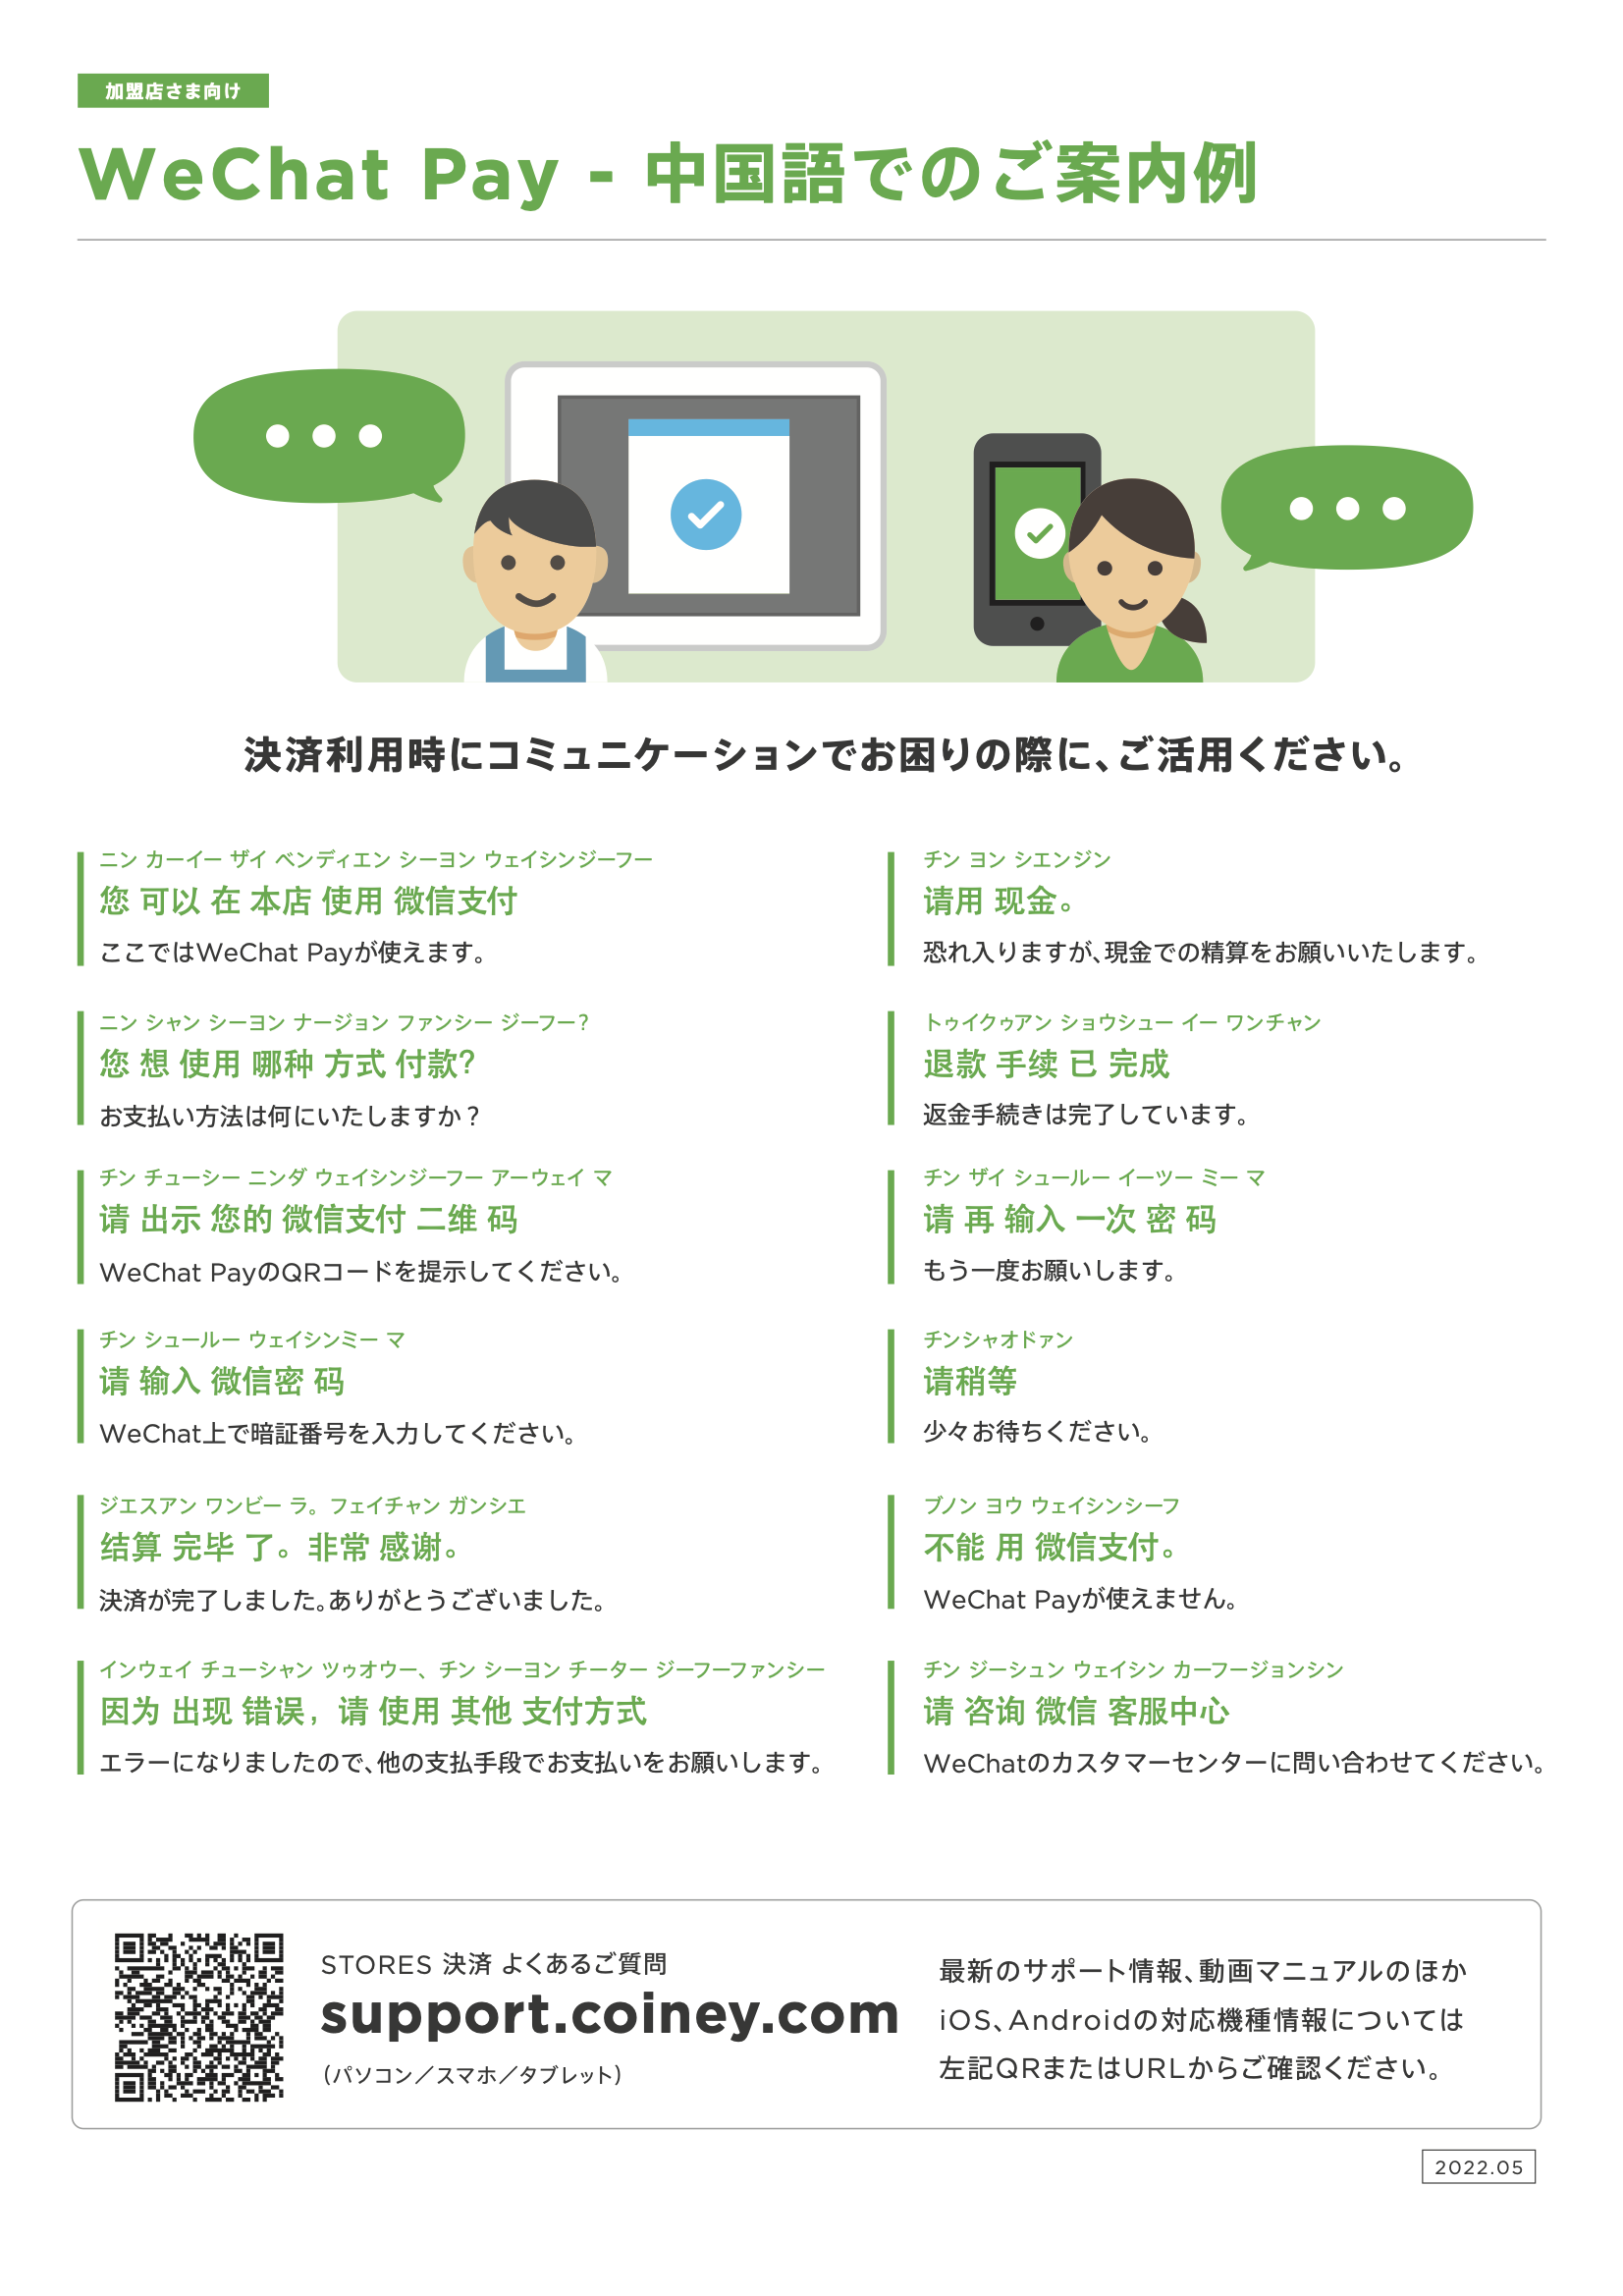 加盟店さま向け
WeChat Pay - 中国語でのご案内例
決済利用時にコミュニケーションでお困りの際に、ご活用ください。
ニン カーイー ザイ ベンディエン シーヨン ウェイシンジーフー
您 可以 在 本店 使用 微信支付
ここではWeChat Payが使えます。
ニン シャン シーヨン ナージョン ファンシー ジーフー?
您 想 使用 哪种 方式 付款?
お支払い方法は何にいたしますか？
チン チューシー ニンダ ウェイシンジーフー アーウェイ マ
请 出示 您的 微信支付 二维 码
WeChat PayのQRコードを提示してください。
チン シュールー ウェイシンミー マ
请 输入 微信密 码
WeChat上で暗証番号を入力してください。
ジエスアン ワンビー ラ。フェイチャン ガンシエ
结算 完毕 了。非常 感谢。
決済が完了しました。ありがとうございました。
インウェイ チューシャン ツゥオウー、チン シーヨン チーター ジーフーファンシー
因为 出现 错误，请 使用 其他 支付方式
エラーになりましたので、他の支払手段でお支払いをお願いします。
チン ヨン シエンジン
请用 现金。
恐れ入りますが、現金での精算をお願いいたします。
トゥイクゥアン ショウシュー イー ワンチャン
退款 手续 已 完成
返金手続きは完了しています。
チン ザイ シュールー イーツー ミー マ
请 再 输入 一次 密 码
もう一度お願いします。
チンシャオドァン
请稍等
少々お待ちください。
ブノン ヨウ ウェイシンシーフ
不能 用 微信支付。
WeChat Payが使えません。
チン ジーシュン ウェイシン カーフージョンシン
请 咨询 微信 客服中心
WeChatのカスタマーセンターに問い合わせてください。
STORES 決済 よくあるご質問
support.coiney.com
（パソコン／スマホ／タブレット）
最新のサポート情報、動画マニュアルのほか
iOS、Androidの対応機種情報については
左記QRまたはURLからご確認ください。
2022.05